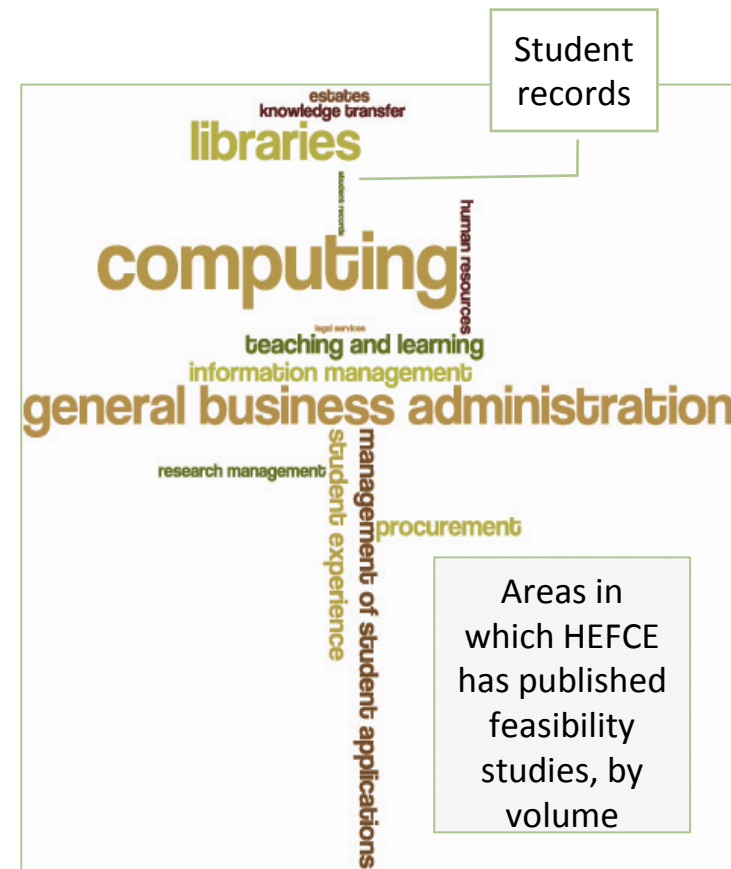 Student
records
estates
knowledge transfer
libraries
student records
computing
human resources
legal services
teaching and learning
information management
general business administration
research management
student experience
management of student applications
procurement
Areas in
which HEFCE
has published
feasibility
studies, by
volume